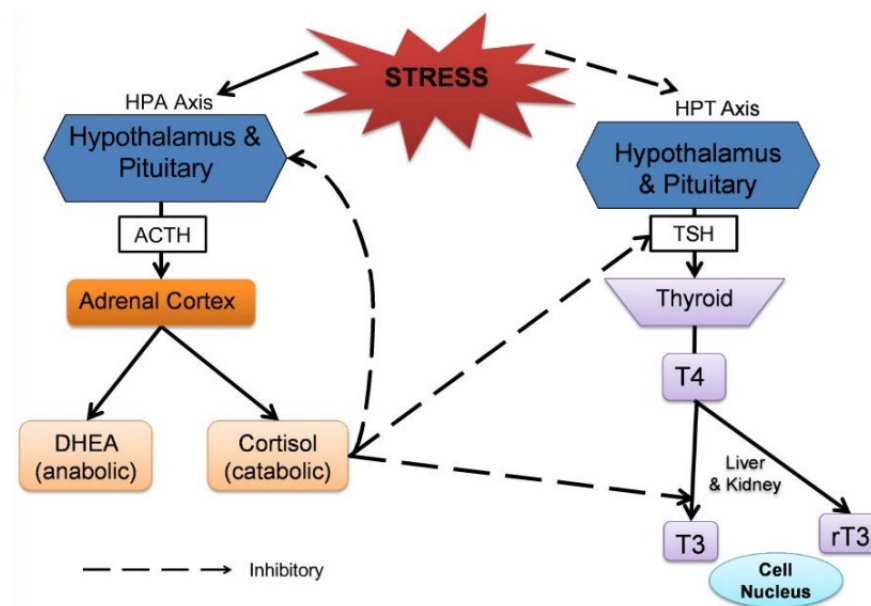 STRESS
HPA Axis
Hypothalamus &
Pituitary
ACTH
Adrenal Cortex
DHEA
(anabolic)
Cortisol
(catabolic)
HPT Axis
Hypothalamus
& Pituitary
TSH
Thyroid
T4
Liver
& Kidney
T3
rT3
Cell
Nucleus
Inhibitory